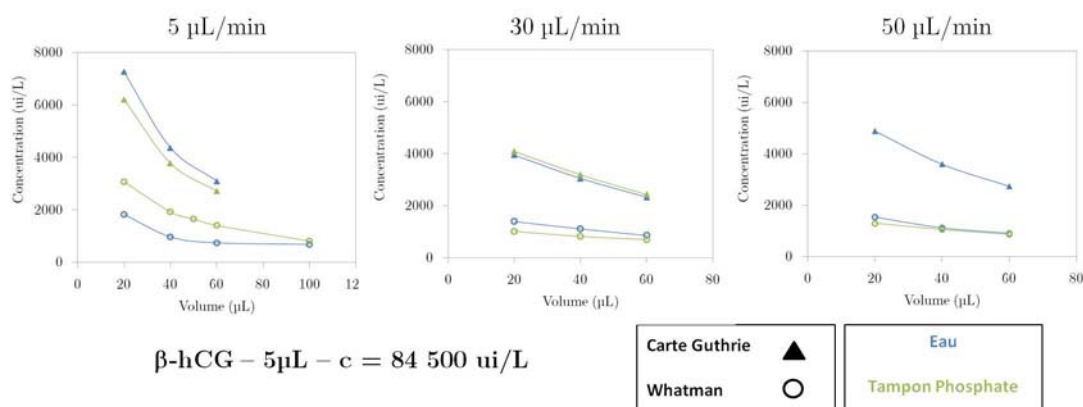 5 µL/min
30 µL/min
50 µL/min
Concentration (ui/L)
8000
6000
4000
2000
0
0 20 40 60 80 100 12
Volume (µL)
Concentration (ui/L)
8000
6000
4000
2000
0
0 20 40 60 80
Volume (µL)
Concentration (ui/L)
8000
6000
4000
2000
0
0 20 40 60 80
Volume (µL)
β-hCG – 5µL – c = 84 500 ui/L
Carte Guthrie
Whatman
Eau
Tampon Phosphate